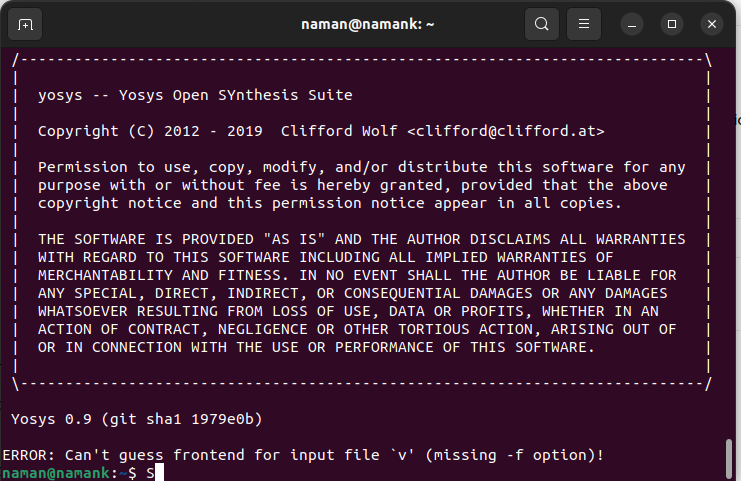 naman@namank: ~
/----------------------------------------------------------------------------\
|                                                                            |
|  yosys -- Yosys Open SYnthesis Suite                                       |
|                                                                            |
|  Copyright (C) 2012 - 2019  Clifford Wolf <clifford@clifford.at>           |
|                                                                            |
|  Permission to use, copy, modify, and/or distribute this software for any  |
|  purpose with or without fee is hereby granted, provided that the above    |
|  copyright notice and this permission notice appear in all copies.         |
|                                                                            |
|  THE SOFTWARE IS PROVIDED "AS IS" AND THE AUTHOR DISCLAIMS ALL WARRANTIES  |
|  WITH REGARD TO THIS SOFTWARE INCLUDING ALL IMPLIED WARRANTIES OF          |
|  MERCHANTABILITY AND FITNESS. IN NO EVENT SHALL THE AUTHOR BE LIABLE FOR   |
|  ANY SPECIAL, DIRECT, INDIRECT, OR CONSEQUENTIAL DAMAGES OR ANY DAMAGES    |
|  WHATSOEVER RESULTING FROM LOSS OF USE, DATA OR PROFITS, WHETHER IN AN     |
|  ACTION OF CONTRACT, NEGLIGENCE OR OTHER TORTIOUS ACTION, ARISING OUT OF   |
|  OR IN CONNECTION WITH THE USE OR PERFORMANCE OF THIS SOFTWARE.            |
|                                                                            |
\----------------------------------------------------------------------------/
Yosys 0.9 (git sha1 1979e0b)
ERROR: Can't guess frontend for input file `v' (missing -f option)!
naman@namank:~$ S